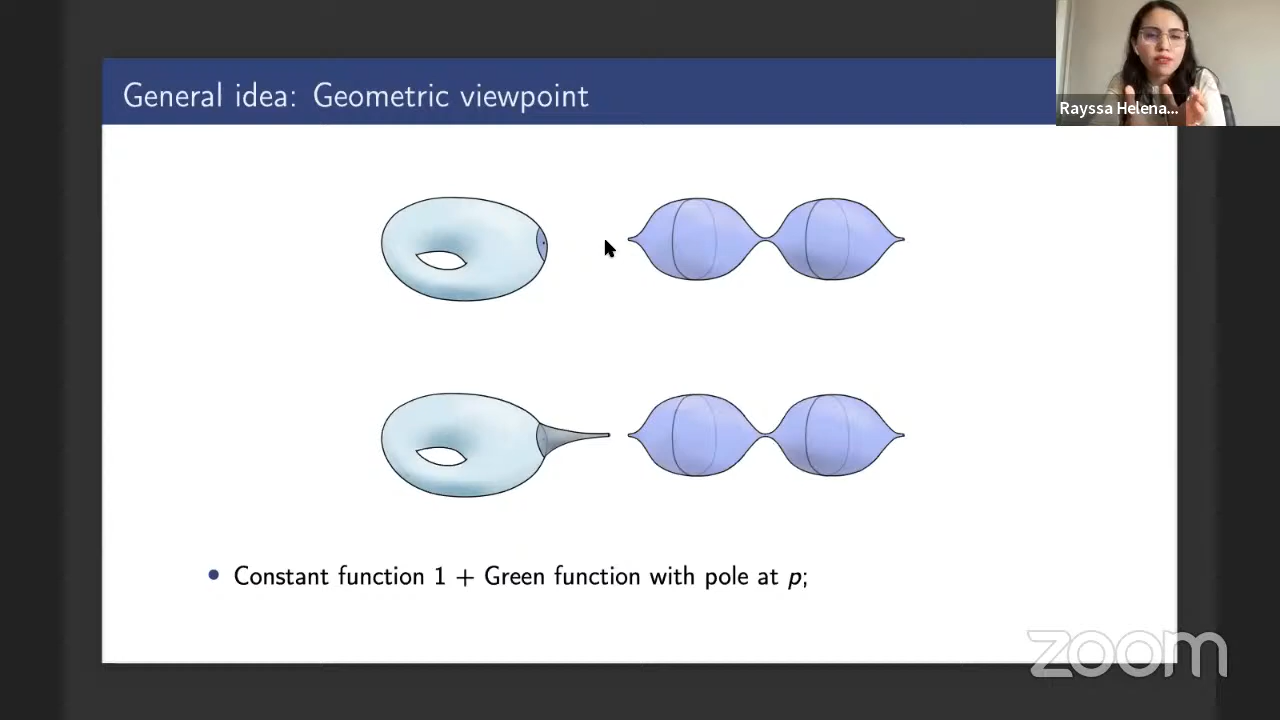 General idea: Geometric viewpoint
Rayssa Helena...
Constant function 1 + Green function with pole at p;
zoom